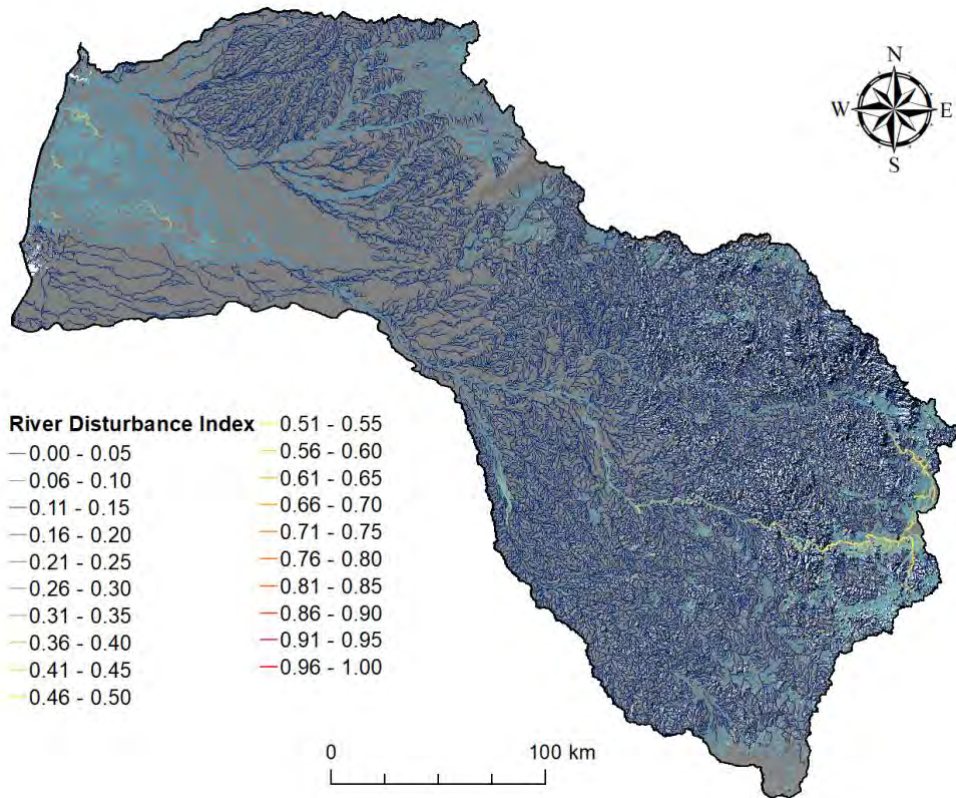 N
W E
S
River Disturbance Index
0.00 - 0.05
0.06 - 0.10
0.11 - 0.15
0.16 - 0.20
0.21 - 0.25
0.26 - 0.30
0.31 - 0.35
0.36 - 0.40
0.41 - 0.45
0.46 - 0.50
0.51 - 0.55
0.56 - 0.60
0.61 - 0.65
0.66 - 0.70
0.71 - 0.75
0.76 - 0.80
0.81 - 0.85
0.86 - 0.90
0.91 - 0.95
0.96 - 1.00
0 100 km